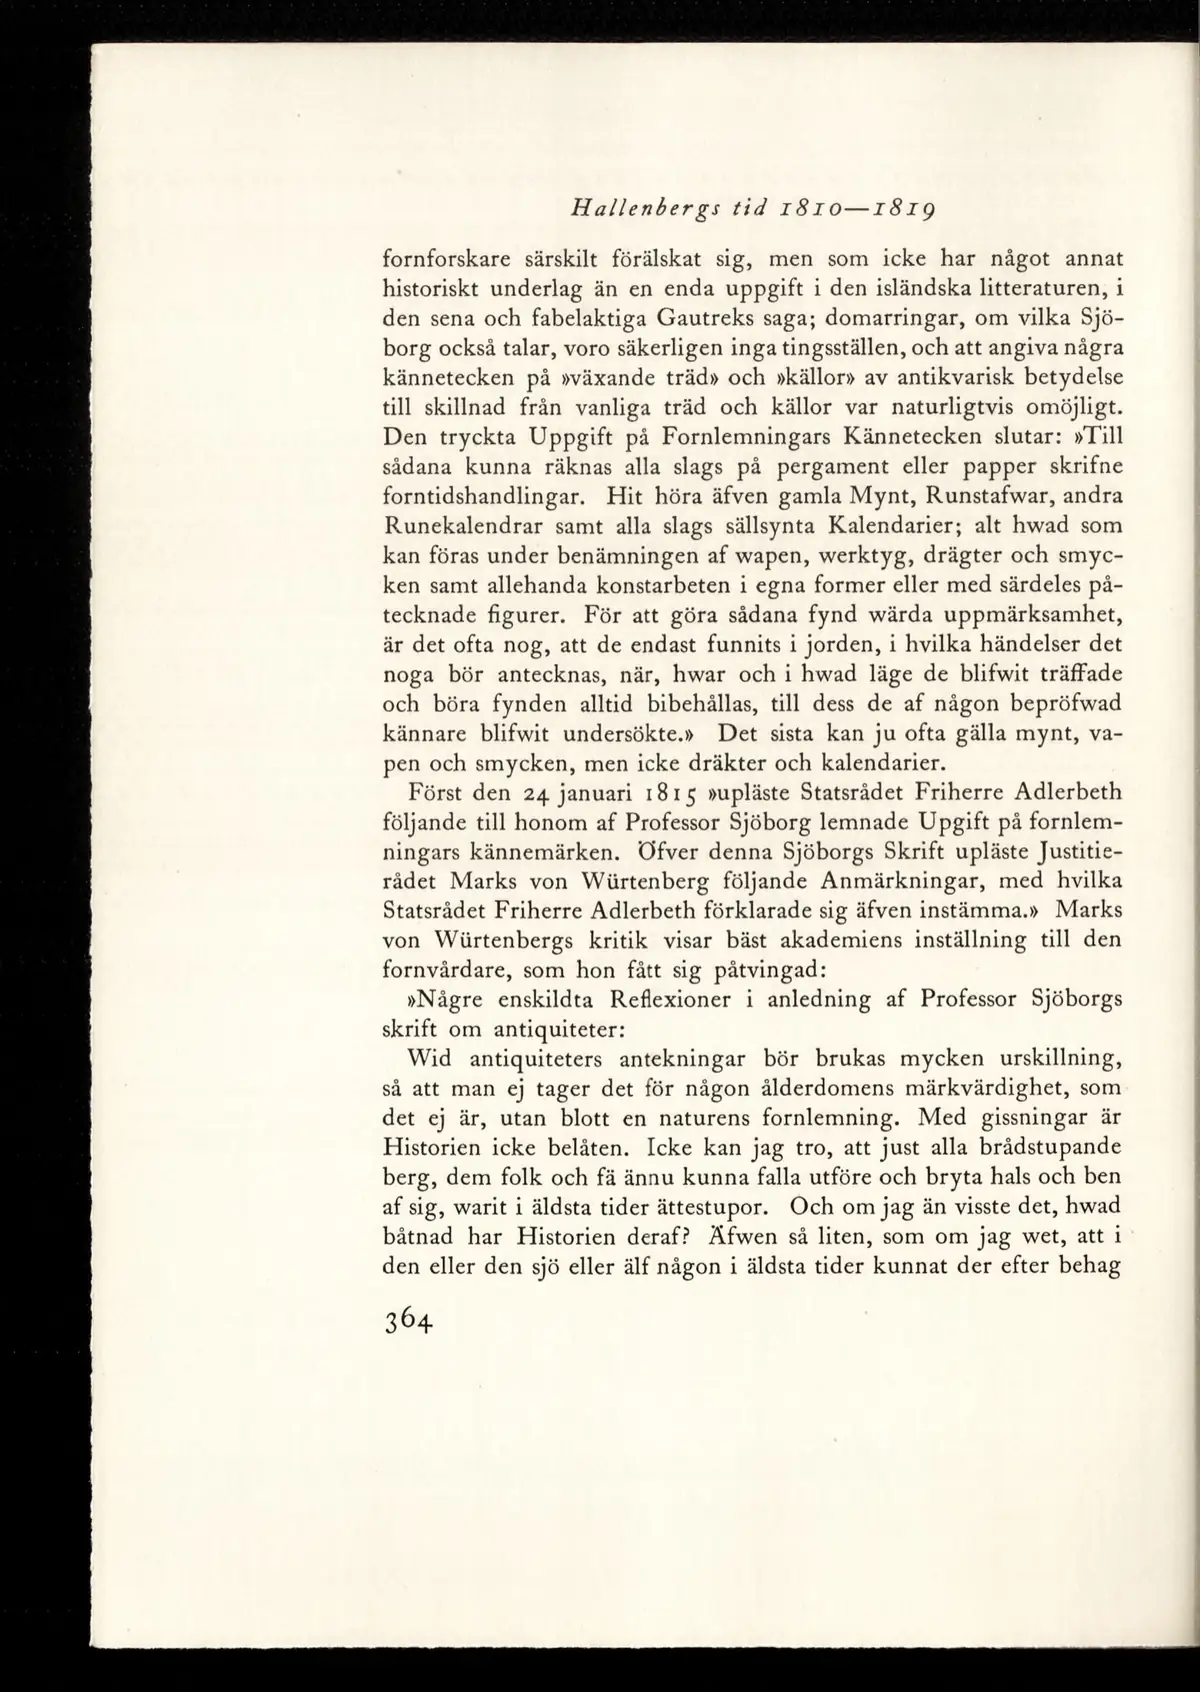 Hallenbergs tid 1810—1819
fornforskare särskilt förälskat sig, men som icke har något annat
historiskt underlag än en enda uppgift i den isländska litteraturen, i
den sena och fabelaktiga Gautreks saga; domarringar, om vilka Sjö-
borg också talar, voro säkerligen inga tingsställen, och att angiva några
kännetecken på »växande träd» och »källor» av antikvarisk betydelse
till skillnad från vanliga träd och källor var naturligtvis omöjligt.
Den tryckta Uppgift på Fornlemningars Kännetecken slutar: »Till
sådana kunna räknas alla slags på pergament eller papper skrifne
forntidshandlingar. Hit höra äfven gamla Mynt, Runstafwar, andra
Runekalendrar samt alla slags sällsynta Kalendarier; alt hwad som
kan föras under benämningen af wapen, werktyg, drägter och smyc-
ken samt allehanda konstarbeten i egna former eller med särdeles på-
tecknade figurer. För att göra sådana fynd wärda uppmärksamhet,
är det ofta nog, att de endast funnits i jorden, i hvilka händelser det
noga bör antecknas, när, hwar och i hwad läge de blifwit träffade
och böra fynden alltid bibehållas, till dess de af någon bepröfwad
kännare blifwit undersökte.» Det sista kan ju ofta gälla mynt, va-
pen och smycken, men icke dräkter och kalendarier.
Först den 24 januari 1815 »upläste Statsrådet Friherre Adlerbeth
följande till honom af Professor Sjöborg lemnade Upgift på fornlem-
ningars kännemärken. Öfver denna Sjöborgs Skrift upläste Justitie-
rådet Marks von Würtenberg följande Anmärkningar, med hvilka
Statsrådet Friherre Adlerbeth förklarade sig äfven instämma.» Marks
von Würtenbergs kritik visar bäst akademiens inställning till den
fornvårdare, som hon fått sig påtvingad:
»Någre enskildta Reflexioner i anledning af Professor Sjöborgs
skrift om antiquiteter:
Wid antiquiteters antekningar bör brukas mycken urskillning,
så att man ej tager det för någon ålderdomens märkvärdighet, som
det ej är, utan blott en naturens fornlemning. Med gissningar är
Historien icke belåten. Icke kan jag tro, att just alla brådstupande
berg, dem folk och fä ännu kunna falla utföre och bryta hals och ben
af sig, warit i äldsta tider ättestupor. Och om jag än visste det, hwad
båtnad har Historien deraf? Äfwen så liten, som om jag wet, att i
den eller den sjö eller älf någon i äldsta tider kunnat der efter behag
364